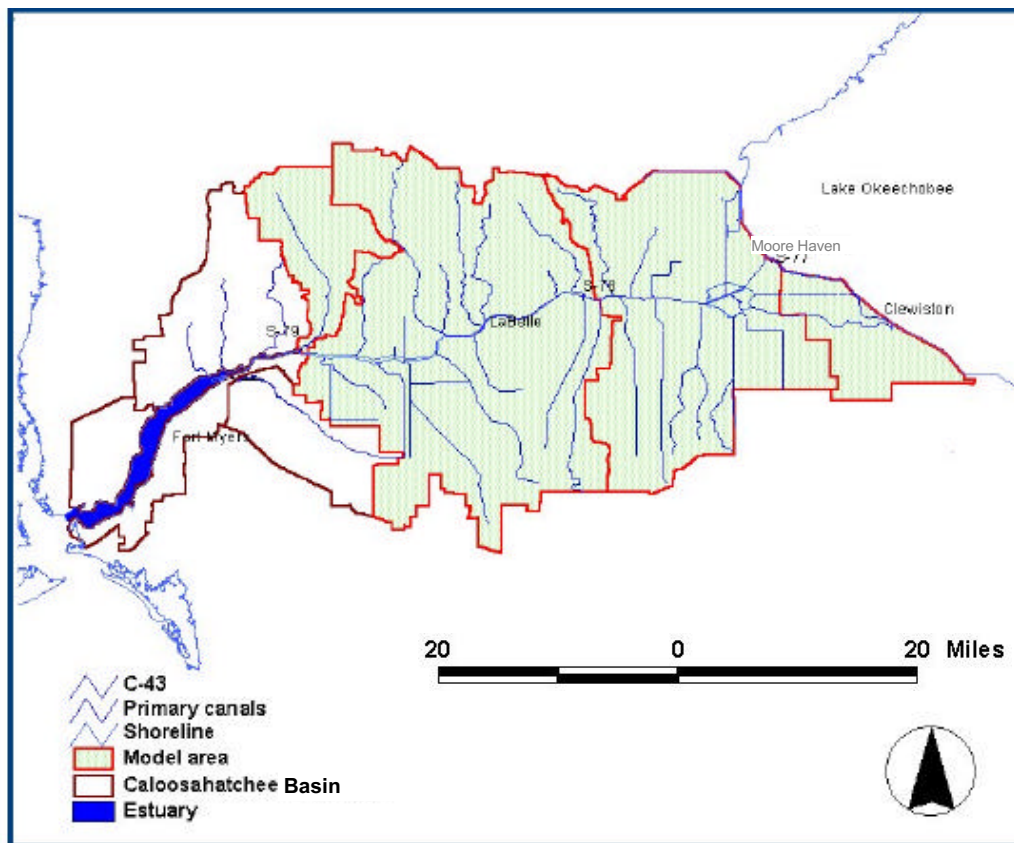 Lake Okeechobee
Moore Haven
S-77
S-78
Clewiston
LaBelle
S-79
Fort Myers
20 0 20 Miles
C-43
Primary canals
Shoreline
Model area
Caloosahatchee Basin
Estuary